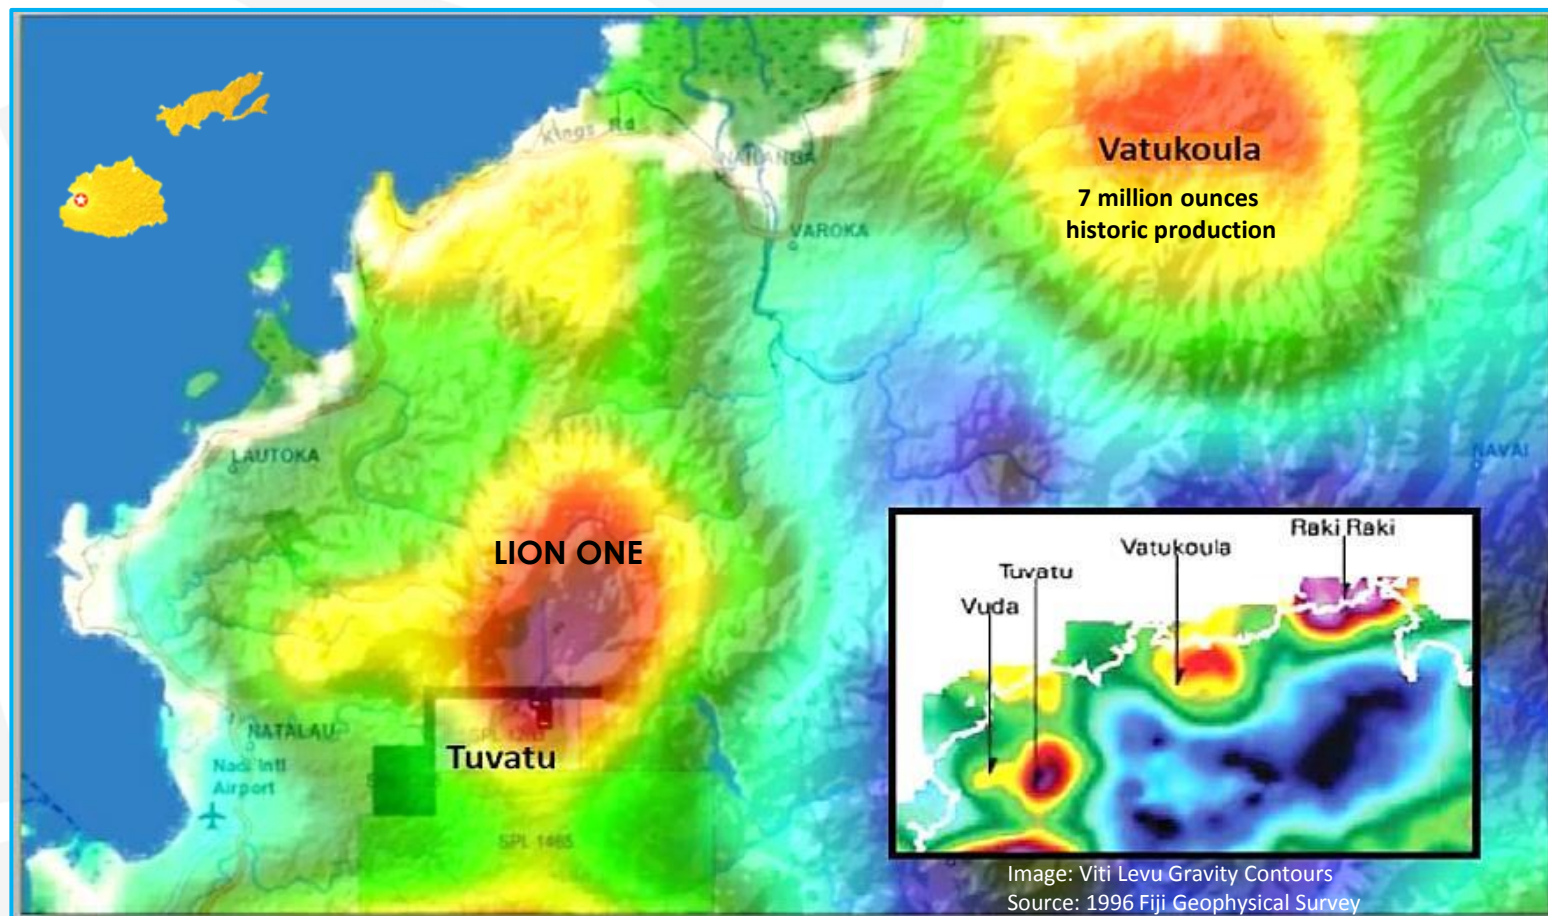 Kings Rd
NAILANGA
Vatukoula
7 million ounces
historic production
VAROKA
LAUTOKA
NAVAI
LION ONE
Raki Raki
Vatukoula
Tuvatu
Vuda
NATALAU
Tuvatu
Nadi Intl
Airport
SPL 1465
Image: Viti Levu Gravity Contours
Source: 1996 Fiji Geophysical Survey